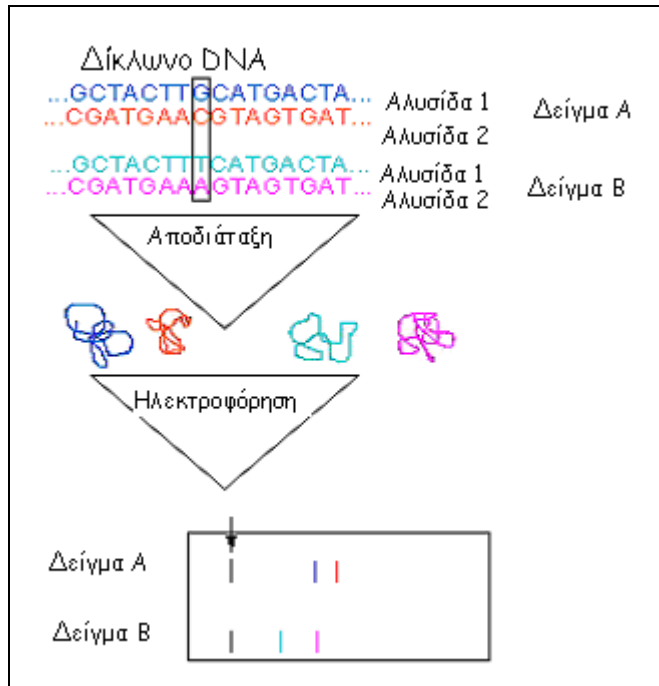 Δίκλωνο DNA
...GCTACTTGCATGACTA... Αλυσίδα 1 Δείγμα Α
...CGATGAACGTAGTGAT... Αλυσίδα 2
...GCTACTTTCATGACTA... Αλυσίδα 1 Δείγμα Β
...CGATGAAAGTAGTGAT... Αλυσίδα 2
Αποδιάταξη
Ηλεκτροφόρηση
Δείγμα Α
Δείγμα Β